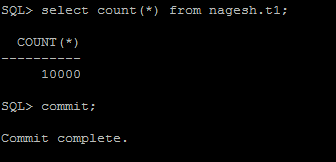 SQL> select count(*) from nagesh.t1;
COUNT(*)
----------
10000
SQL> commit;
Commit complete.